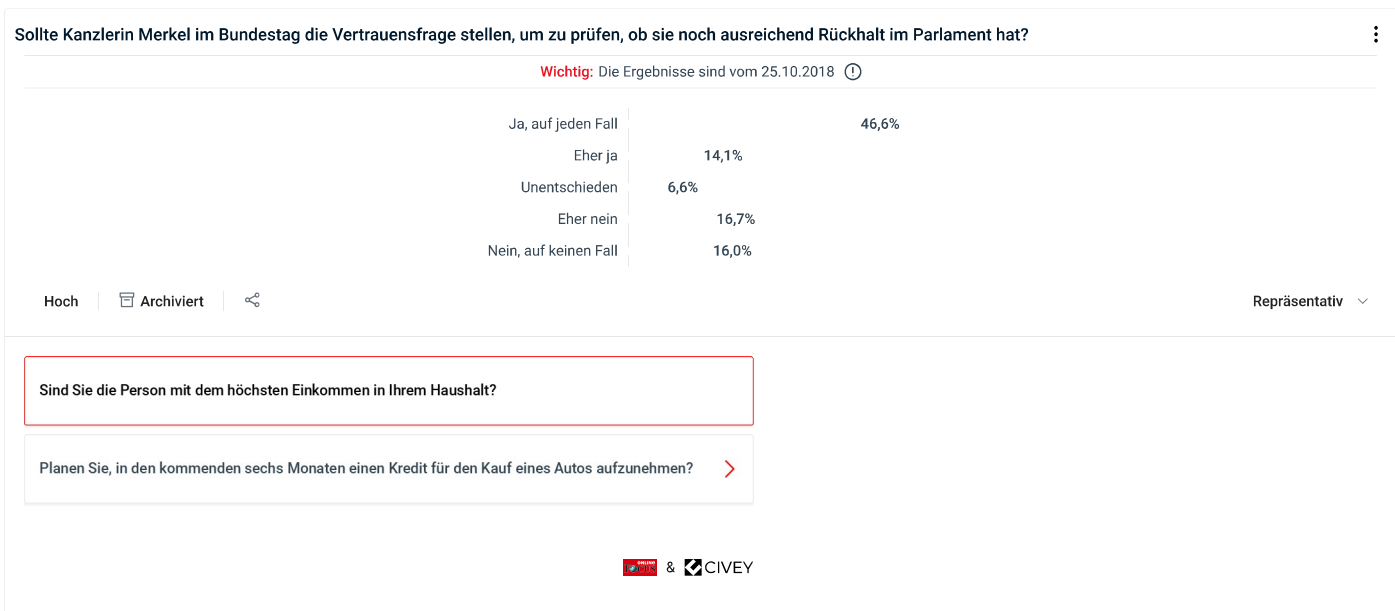 Sollte Kanzlerin Merkel im Bundestag die Vertrauensfrage stellen, um zu prüfen, ob sie noch ausreichend Rückhalt im Parlament hat?
Wichtig: Die Ergebnisse sind vom 25.10.2018
Ja, auf jeden Fall 46,6%
Eher ja 14,1%
Unentschieden 6,6%
Eher nein 16,7%
Nein, auf keinen Fall 16,0%
Hoch Archiviert Repräsentativ
Sind Sie die Person mit dem höchsten Einkommen in Ihrem Haushalt?
Planen Sie, in den kommenden sechs Monaten einen Kredit für den Kauf eines Autos aufzunehmen?
ONLINE
FOCUS & CIVEY